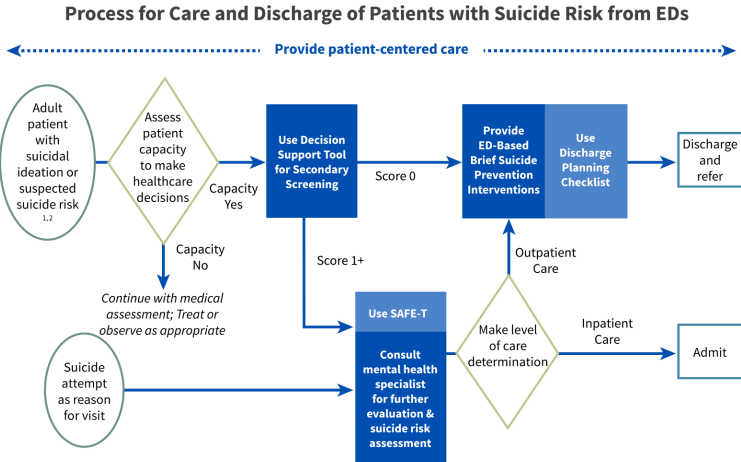 Process for Care and Discharge of Patients with Suicide Risk from EDs
Provide patient-centered care
Adult
patient
with
suicidal
ideation or
suspected
suicide risk
1,2
Assess
patient
capacity
to make
healthcare
decisions
Capacity
Yes
Capacity
No
Continue with medical
assessment; Treat or
observe as appropriate
Use Decision
Support Tool
for Secondary
Screening
Score 0
Score 1+
Provide
ED-Based
Brief Suicide
Prevention
Interventions
Use
Discharge
Planning
Checklist
Discharge
and
refer
Suicide
attempt
as reason
for visit
Use SAFE-T
Consult
mental health
specialist
for further
evaluation &
suicide risk
assessment
Make level
of care
determination
Outpatient
Care
Inpatient
Care
Admit